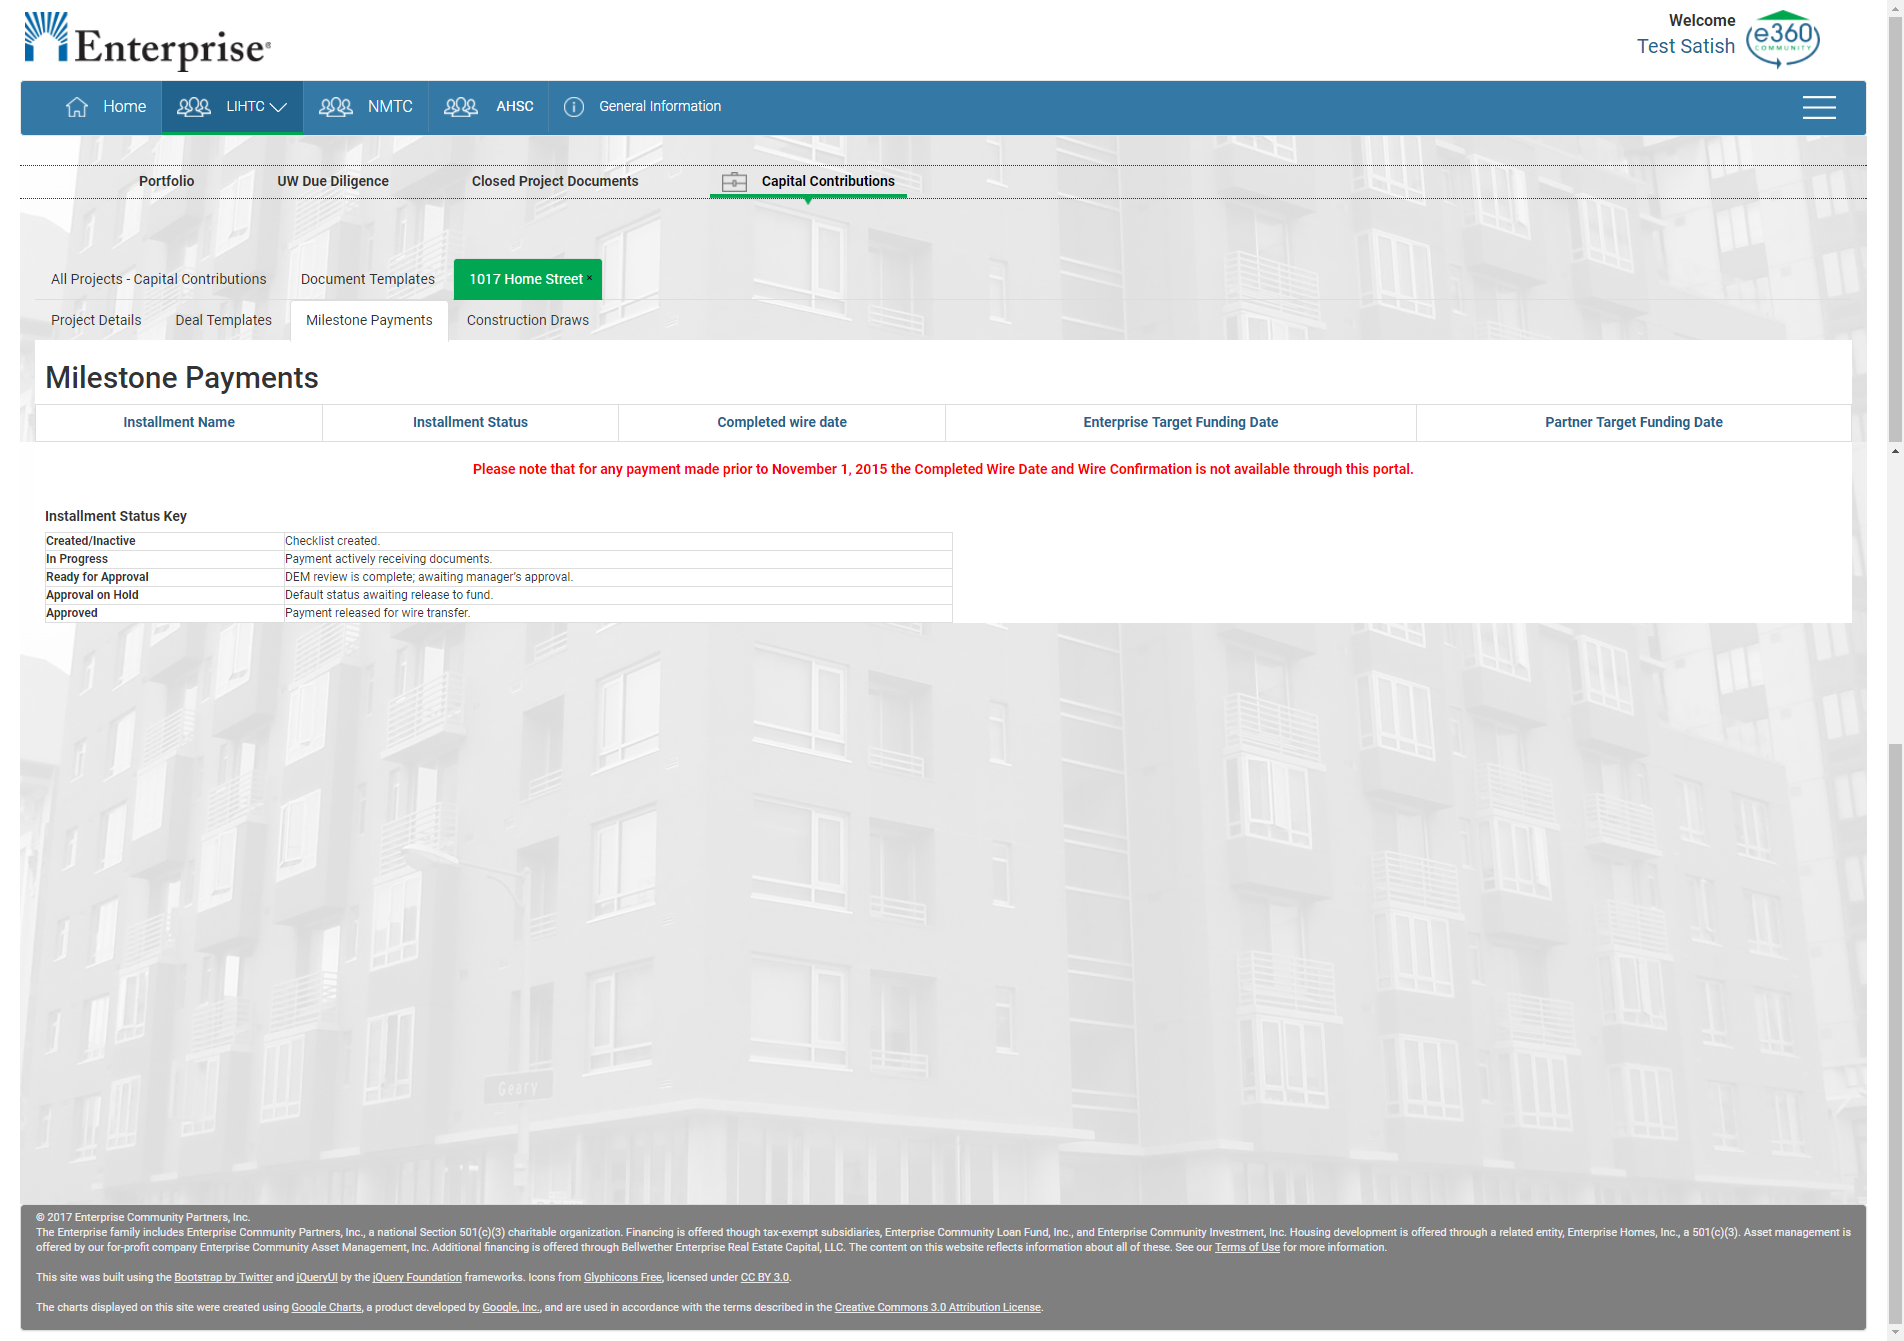 Enterprise®
Welcome
Test Satish
e360
COMMUNITY
Home
LIHTC
NMTC
AHSC
General Information
Portfolio
UW Due Diligence
Closed Project Documents
Capital Contributions
All Projects - Capital Contributions
Document Templates
1017 Home Street ×
Project Details
Deal Templates
Milestone Payments
Construction Draws
Milestone Payments
Installment Name
Installment Status
Completed wire date
Enterprise Target Funding Date
Partner Target Funding Date
Please note that for any payment made prior to November 1, 2015 the Completed Wire Date and Wire Confirmation is not available through this portal.
Installment Status Key
Created/Inactive Checklist created.
In Progress Payment actively receiving documents.
Ready for Approval DEM review is complete; awaiting manager's approval.
Approval on Hold Default status awaiting release to fund.
Approved Payment released for wire transfer.
Geary
© 2017 Enterprise Community Partners, Inc.
The Enterprise family includes Enterprise Community Partners, Inc., a national Section 501(c)(3) charitable organization. Financing is offered though tax-exempt subsidiaries, Enterprise Community Loan Fund, Inc., and Enterprise Community Investment, Inc. Housing development is offered through a related entity, Enterprise Homes, Inc., a 501(c)(3). Asset management is
offered by our for-profit company Enterprise Community Asset Management, Inc. Additional financing is offered through Bellwether Enterprise Real Estate Capital, LLC. The content on this website reflects information about all of these. See our Terms of Use for more information.
This site was built using the Bootstrap by Twitter and jQueryUI by the jQuery Foundation frameworks. Icons from Glyphicons Free, licensed under CC BY 3.0.
The charts displayed on this site were created using Google Charts, a product developed by Google, Inc., and are used in accordance with the terms described in the Creative Commons 3.0 Attribution License.